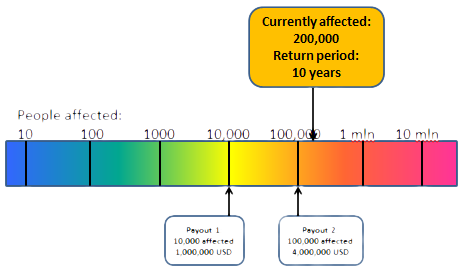 Currently affected:
200,000
Return period:
10 years
People affected:
10 100 1000 10,000 100,000 1 mln 10 mln
Payout 1
10,000 affected
1,000,000 USD
Payout 2
100,000 affected
4,000,000 USD